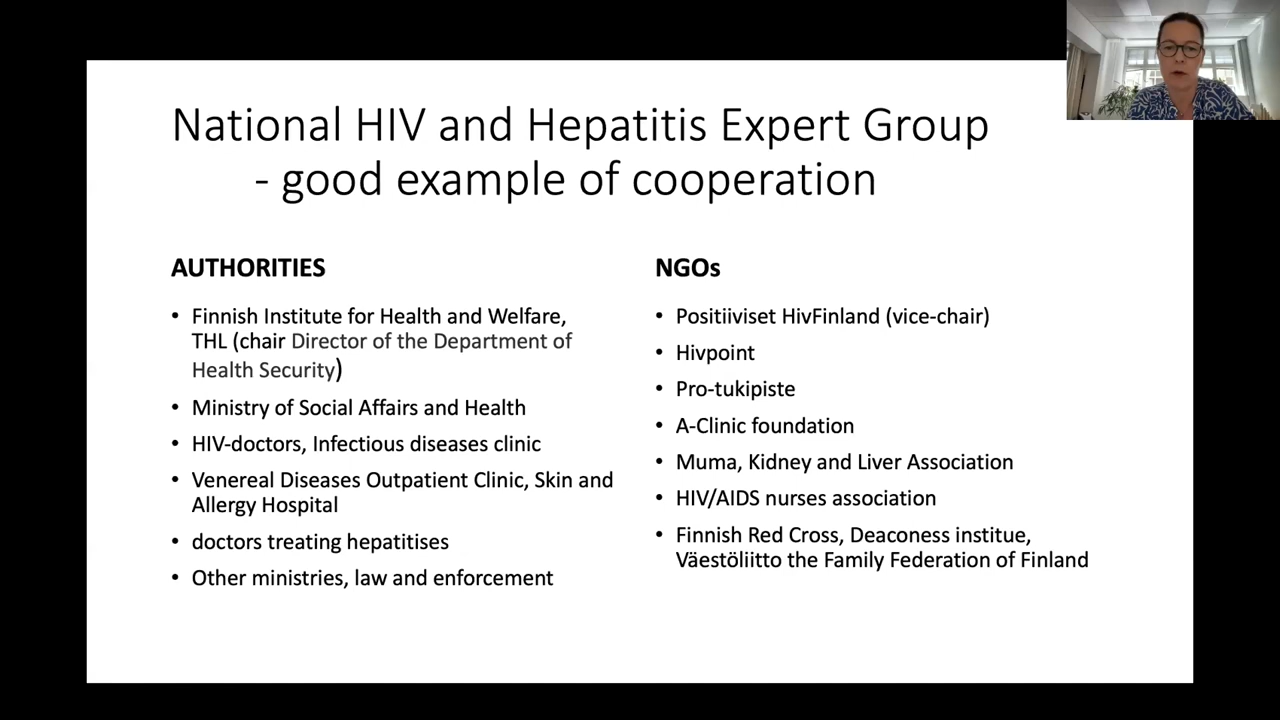 National HIV and Hepatitis Expert Group
- good example of cooperation
AUTHORITIES
• Finnish Institute for Health and Welfare,
THL (chair Director of the Department of
Health Security)
• Ministry of Social Affairs and Health
• HIV-doctors, Infectious diseases clinic
• Venereal Diseases Outpatient Clinic, Skin and
Allergy Hospital
• doctors treating hepatitises
• Other ministries, law and enforcement
NGOs
• Positiiviset HivFinland (vice-chair)
• Hivpoint
• Pro-tukipiste
• A-Clinic foundation
• Muma, Kidney and Liver Association
• HIV/AIDS nurses association
• Finnish Red Cross, Deaconess institue,
Väestöliitto the Family Federation of Finland